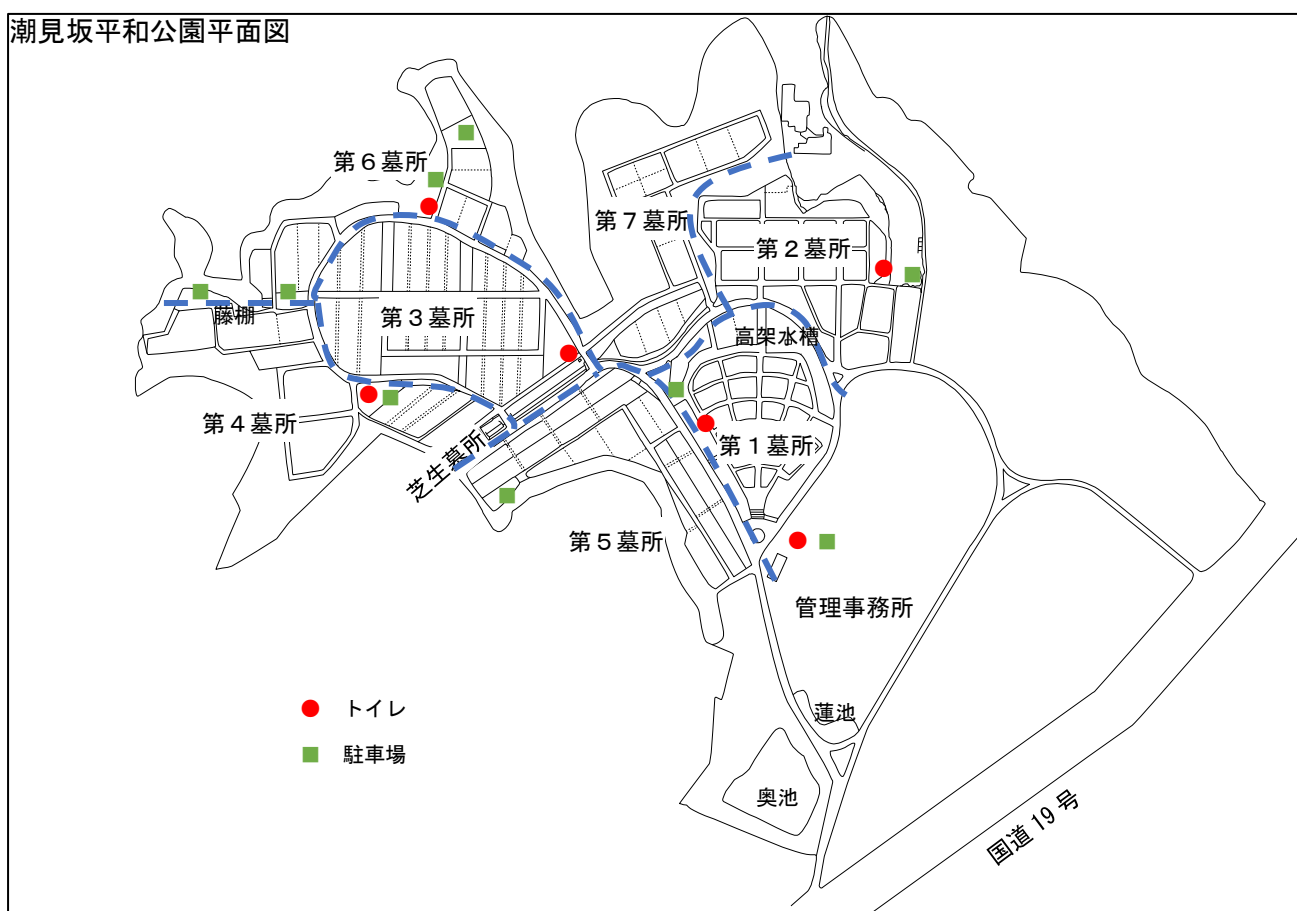 潮見坂平和公園平面図
第６墓所
第７墓所
第２墓所
藤棚
第３墓所
高架水槽
第４墓所
芝生墓所
第１墓所
第５墓所
管理事務所
トイレ
蓮池
駐車場
奥池
国道19号